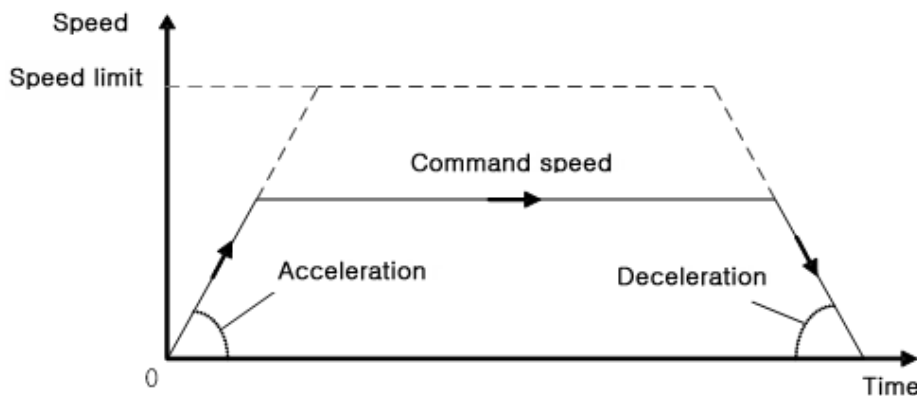 Speed
Speed limit
Command speed
Acceleration
Deceleration
0
Time